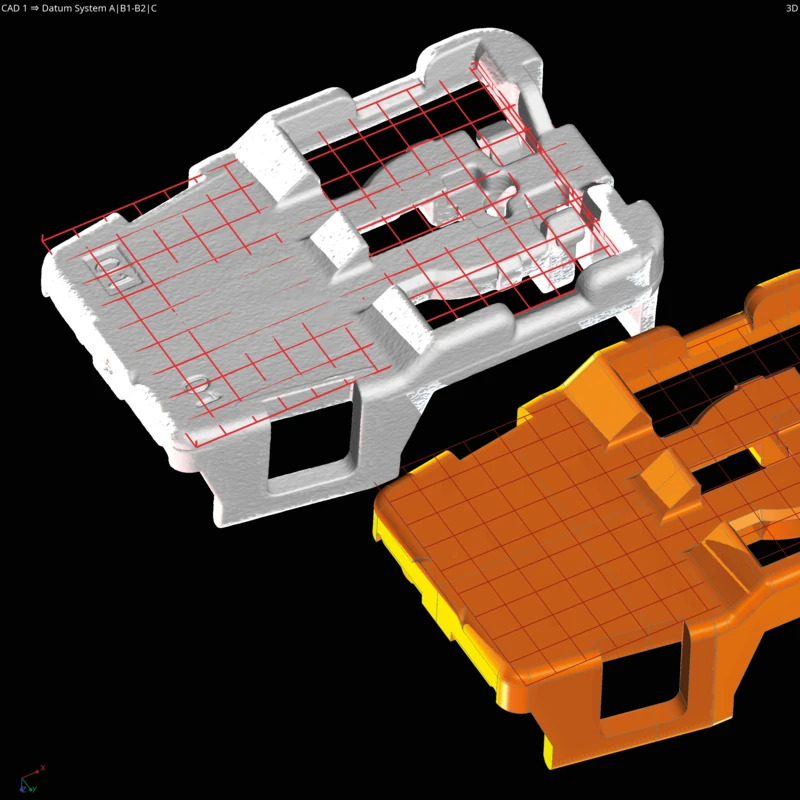 CAD 1 ⇒ Datum System A|B1-B2|C
3D
x
y